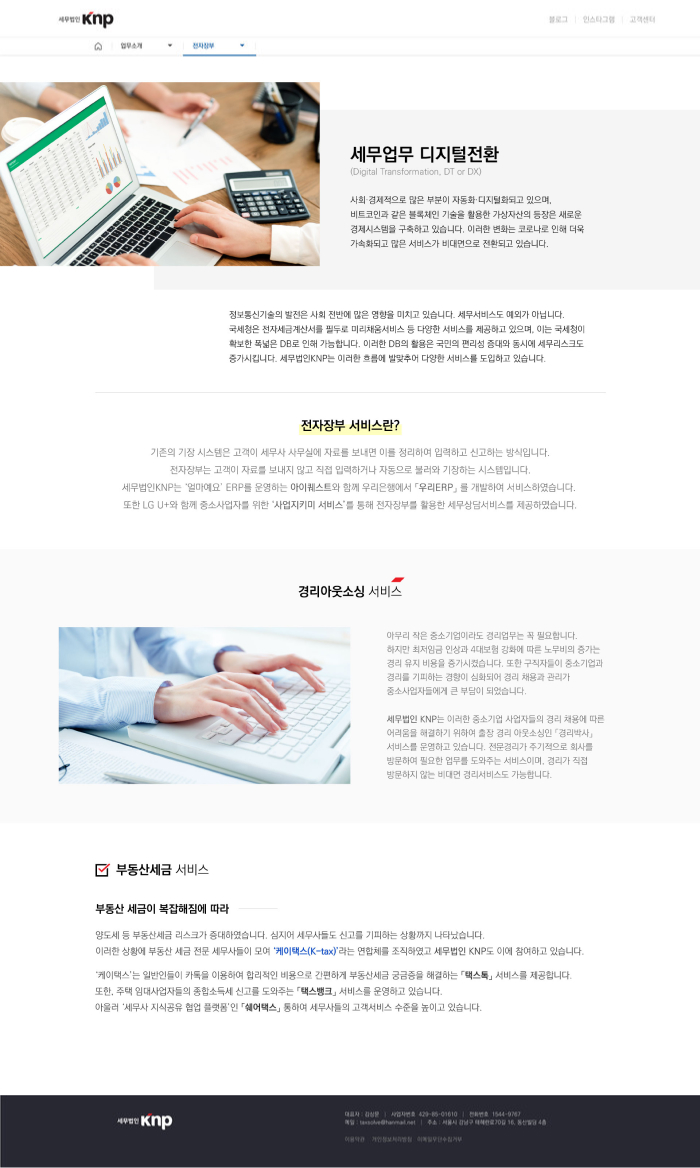 세무법인 Knp
블로그 | 인스타그램 | 고객센터
업무소개 전자장부
세무업무 디지털전환
(Digital Transformation, DT or DX)
사회·경제적으로 많은 부분이 자동화·디지털화되고 있으며,
비트코인과 같은 블록체인 기술을 활용한 가상자산의 등장은 새로운
경제시스템을 구축하고 있습니다. 이러한 변화는 코로나로 인해 더욱
가속화되고 많은 서비스가 비대면으로 전환되고 있습니다.
정보통신기술의 발전은 사회 전반에 많은 영향을 미치고 있습니다. 세무서비스도 예외가 아닙니다.
국세청은 전자세금계산서를 필두로 미리채움서비스 등 다양한 서비스를 제공하고 있으며, 이는 국세청이
확보한 폭넓은 DB로 인해 가능합니다. 이러한 DB의 활용은 국민의 편리성 증대와 동시에 세무리스크도
증가시킵니다. 세무법인KNP는 이러한 흐름에 발맞추어 다양한 서비스를 도입하고 있습니다.
전자장부 서비스란?
기존의 기장 시스템은 고객이 세무사 사무실에 자료를 보내면 이를 정리하여 입력하고 신고하는 방식입니다.
전자장부는 고객이 자료를 보내지 않고 직접 입력하거나 자동으로 불러와 기장하는 시스템입니다.
세무법인KNP는 '얼마예요' ERP를 운영하는 아이퀘스트와 함께 우리은행에서 「우리ERP」를 개발하여 서비스하였습니다.
또한 LG U+와 함께 중소사업자를 위한 '사업지키미 서비스'를 통해 전자장부를 활용한 세무상담서비스를 제공하였습니다.
경리아웃소싱 서비스
아무리 작은 중소기업이라도 경리업무는 꼭 필요합니다.
하지만 최저임금 인상과 4대보험 강화에 따른 노무비의 증가는
경리 유지 비용을 증가시켰습니다. 또한 구직자들이 중소기업과
경리를 기피하는 경향이 심화되어 경리 채용과 관리가
중소사업자들에게 큰 부담이 되었습니다.
세무법인 KNP는 이러한 중소기업 사업자들의 경리 채용에 따른
어려움을 해결하기 위하여 출장 경리 아웃소싱인 「경리박사」
서비스를 운영하고 있습니다. 전문경리가 주기적으로 회사를
방문하여 필요한 업무를 도와주는 서비스이며, 경리가 직접
방문하지 않는 비대면 경리서비스도 가능합니다.
부동산세금 서비스
부동산 세금이 복잡해짐에 따라
양도세 등 부동산세금 리스크가 증대하였습니다. 심지어 세무사들도 신고를 기피하는 상황까지 나타났습니다.
이러한 상황에 부동산 세금 전문 세무사들이 모여 '케이택스(K-tax)'라는 연합체를 조직하였고 세무법인 KNP도 이에 참여하고 있습니다.
'케이택스'는 일반인들이 카톡을 이용하여 합리적인 비용으로 간편하게 부동산세금 궁금증을 해결하는 「택스톡」 서비스를 제공합니다.
또한, 주택 임대사업자들의 종합소득세 신고를 도와주는 「택스뱅크」 서비스를 운영하고 있습니다.
아울러 '세무사 지식공유 협업 플랫폼'인 「쉐어택스」 통하여 세무사들의 고객서비스 수준을 높이고 있습니다.
세무법인 Knp
대표자 : 김상문 | 사업자번호 429-85-01810 | 전화번호 1544-9767
메일 : taxsolve@hanmail.net | 주소 : 서울시 강남구 테헤란로70길 16, 동신빌딩 4층
이용약관 개인정보처리방침 이메일무단수집거부